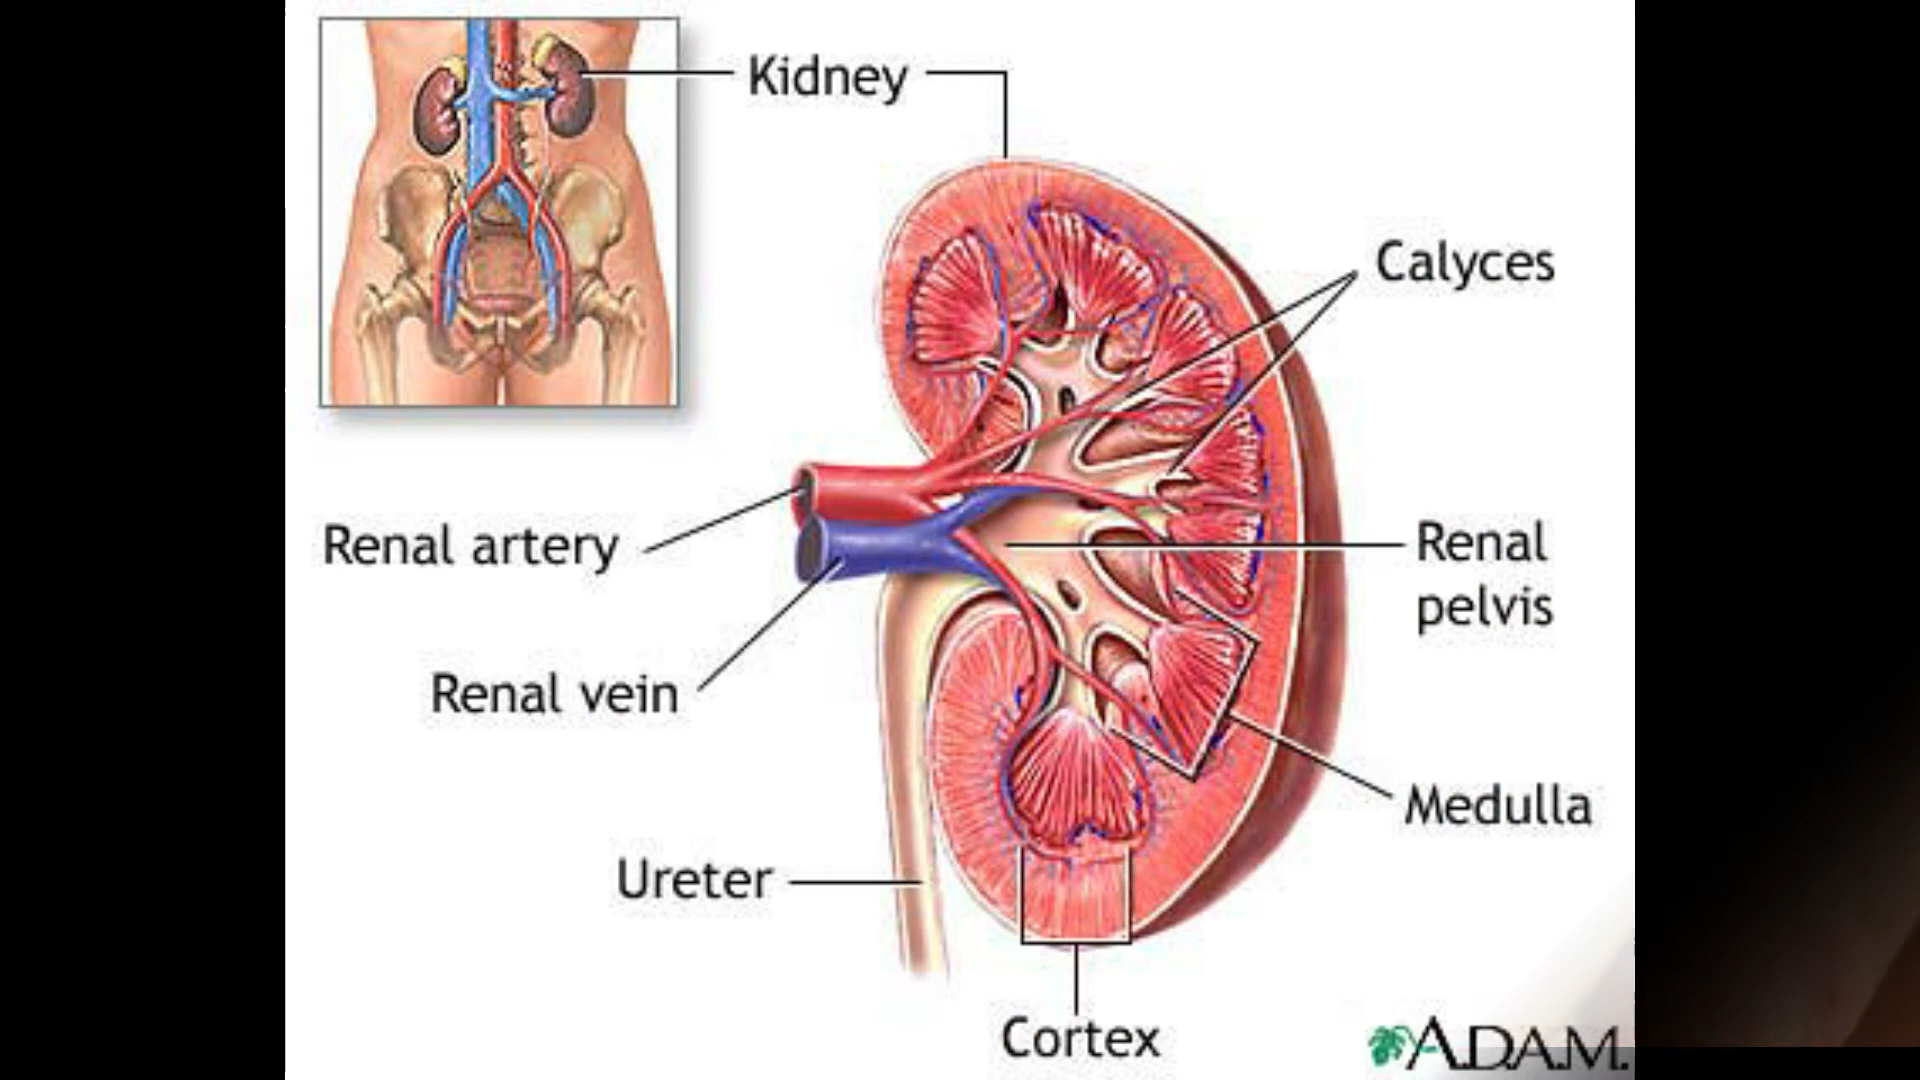 Kidney
Calyces
Renal artery
Renal
pelvis
Renal vein
Medulla
Ureter
Cortex
A.D.A.M.